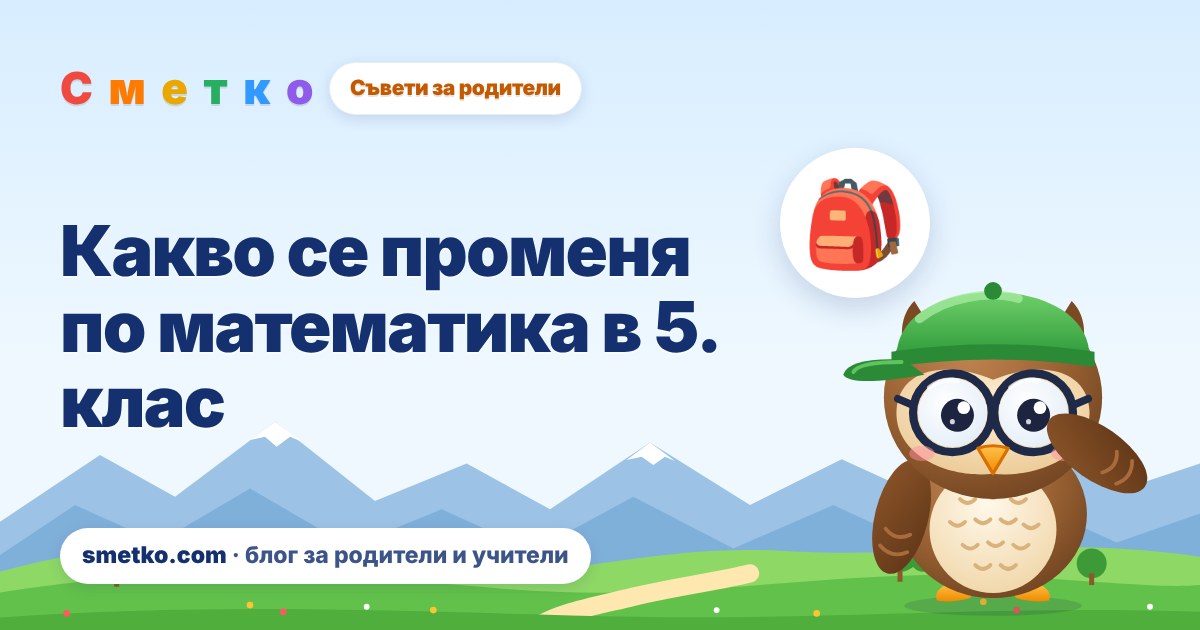 Сметко
Съвети за родители
Какво се променя
по математика в 5.
клас
smetko.com · блог за родители и учители